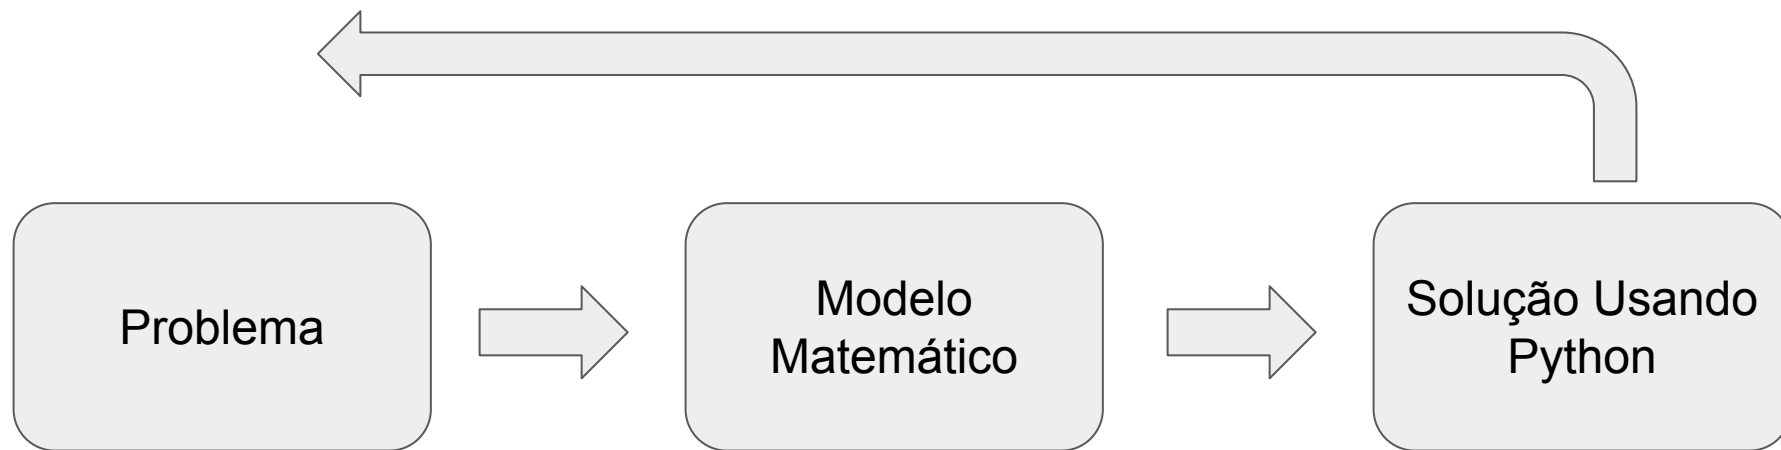 Problema
Modelo
Matemático
Solução Usando
Python